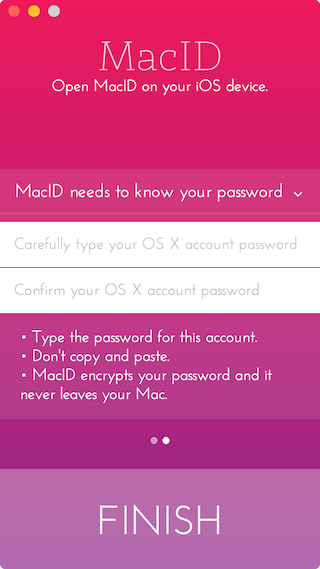 MacID
Open MacID on your iOS device.
MacID needs to know your password
Carefully type your OS X account password
Confirm your OS X account password
• Type the password for this account.
• Don't copy and paste.
• MacID encrypts your password and it
never leaves your Mac.
FINISH